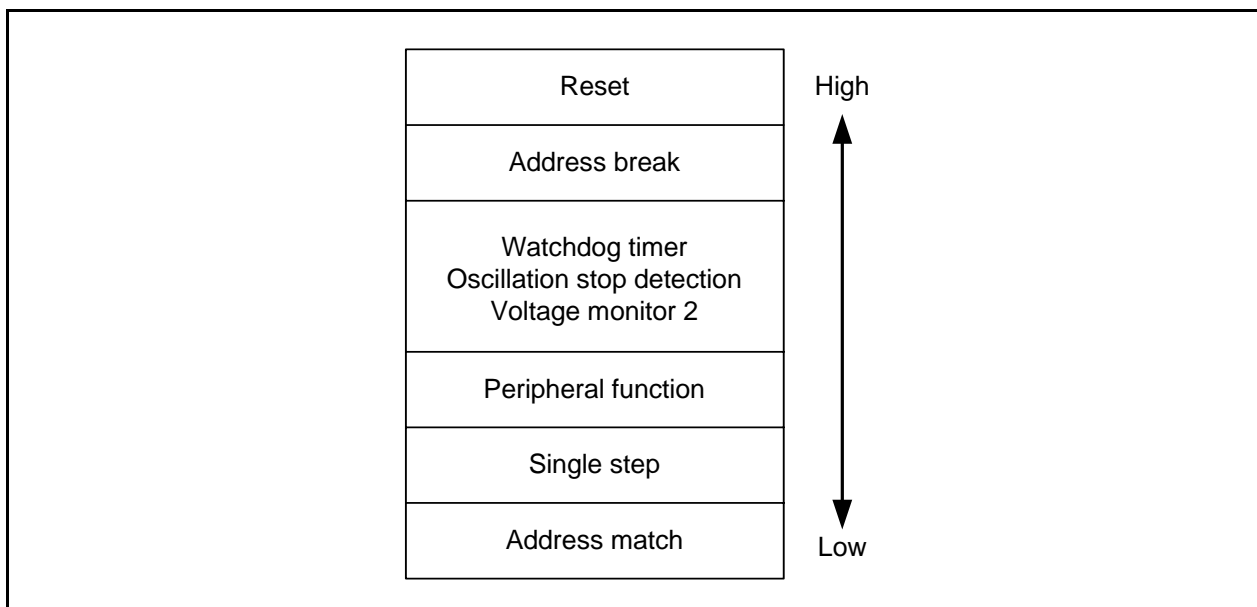 Reset
High
Address break
Watchdog timer
Oscillation stop detection
Voltage monitor 2
Peripheral function
Single step
Address match
Low